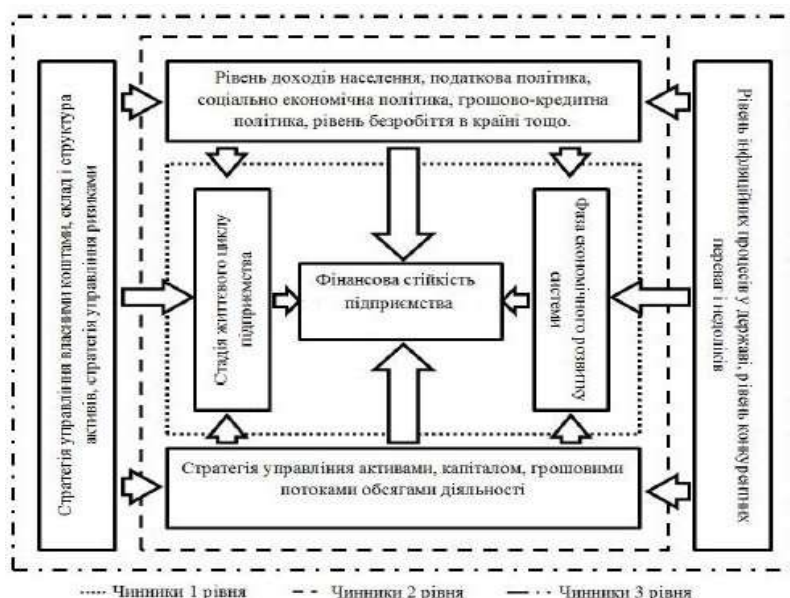 Рівень доходів населення, податкова політика,
соціально економічна політика, грошово-кредитна
політика, рівень безробіття в країні тощо.
Стратегія управління власними коштами, склад і структура
активів, стратегія управління ризиками
Стадія життєвого циклу
підприємства
Фінансова стійкість
підприємства
Фаза економічного розвитку
системи
Рівень інфляційних процесів у державі, рівень конкурентних
переваг і недоліків
Стратегія управління активами, капіталом, грошовими
потоками обсягами діяльності
Чинники 1 рівня
Чинники 2 рівня
Чинники 3 рівня